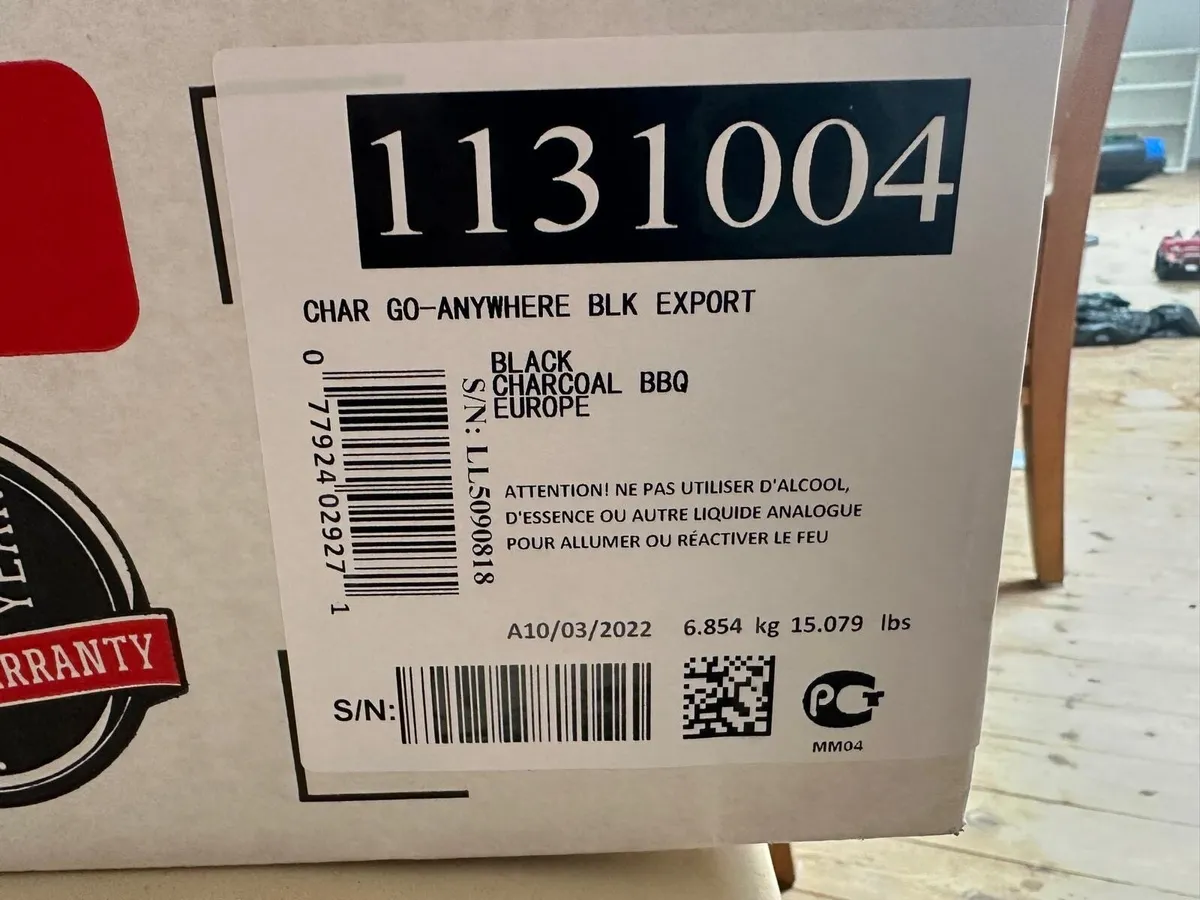 1131004
CHAR GO-ANYWHERE BLK EXPORT
BLACK
CHARCOAL BBQ
EUROPE
0 77924 02927 1
S/N: LL5090818
ATTENTION! NE PAS UTILISER D'ALCOOL,
D'ESSENCE OU AUTRE LIQUIDE ANALOGUE
POUR ALLUMER OU RÉACTIVER LE FEU
A10/03/2022 6.854 kg 15.079 lbs
S/N:
РСТ
MM04